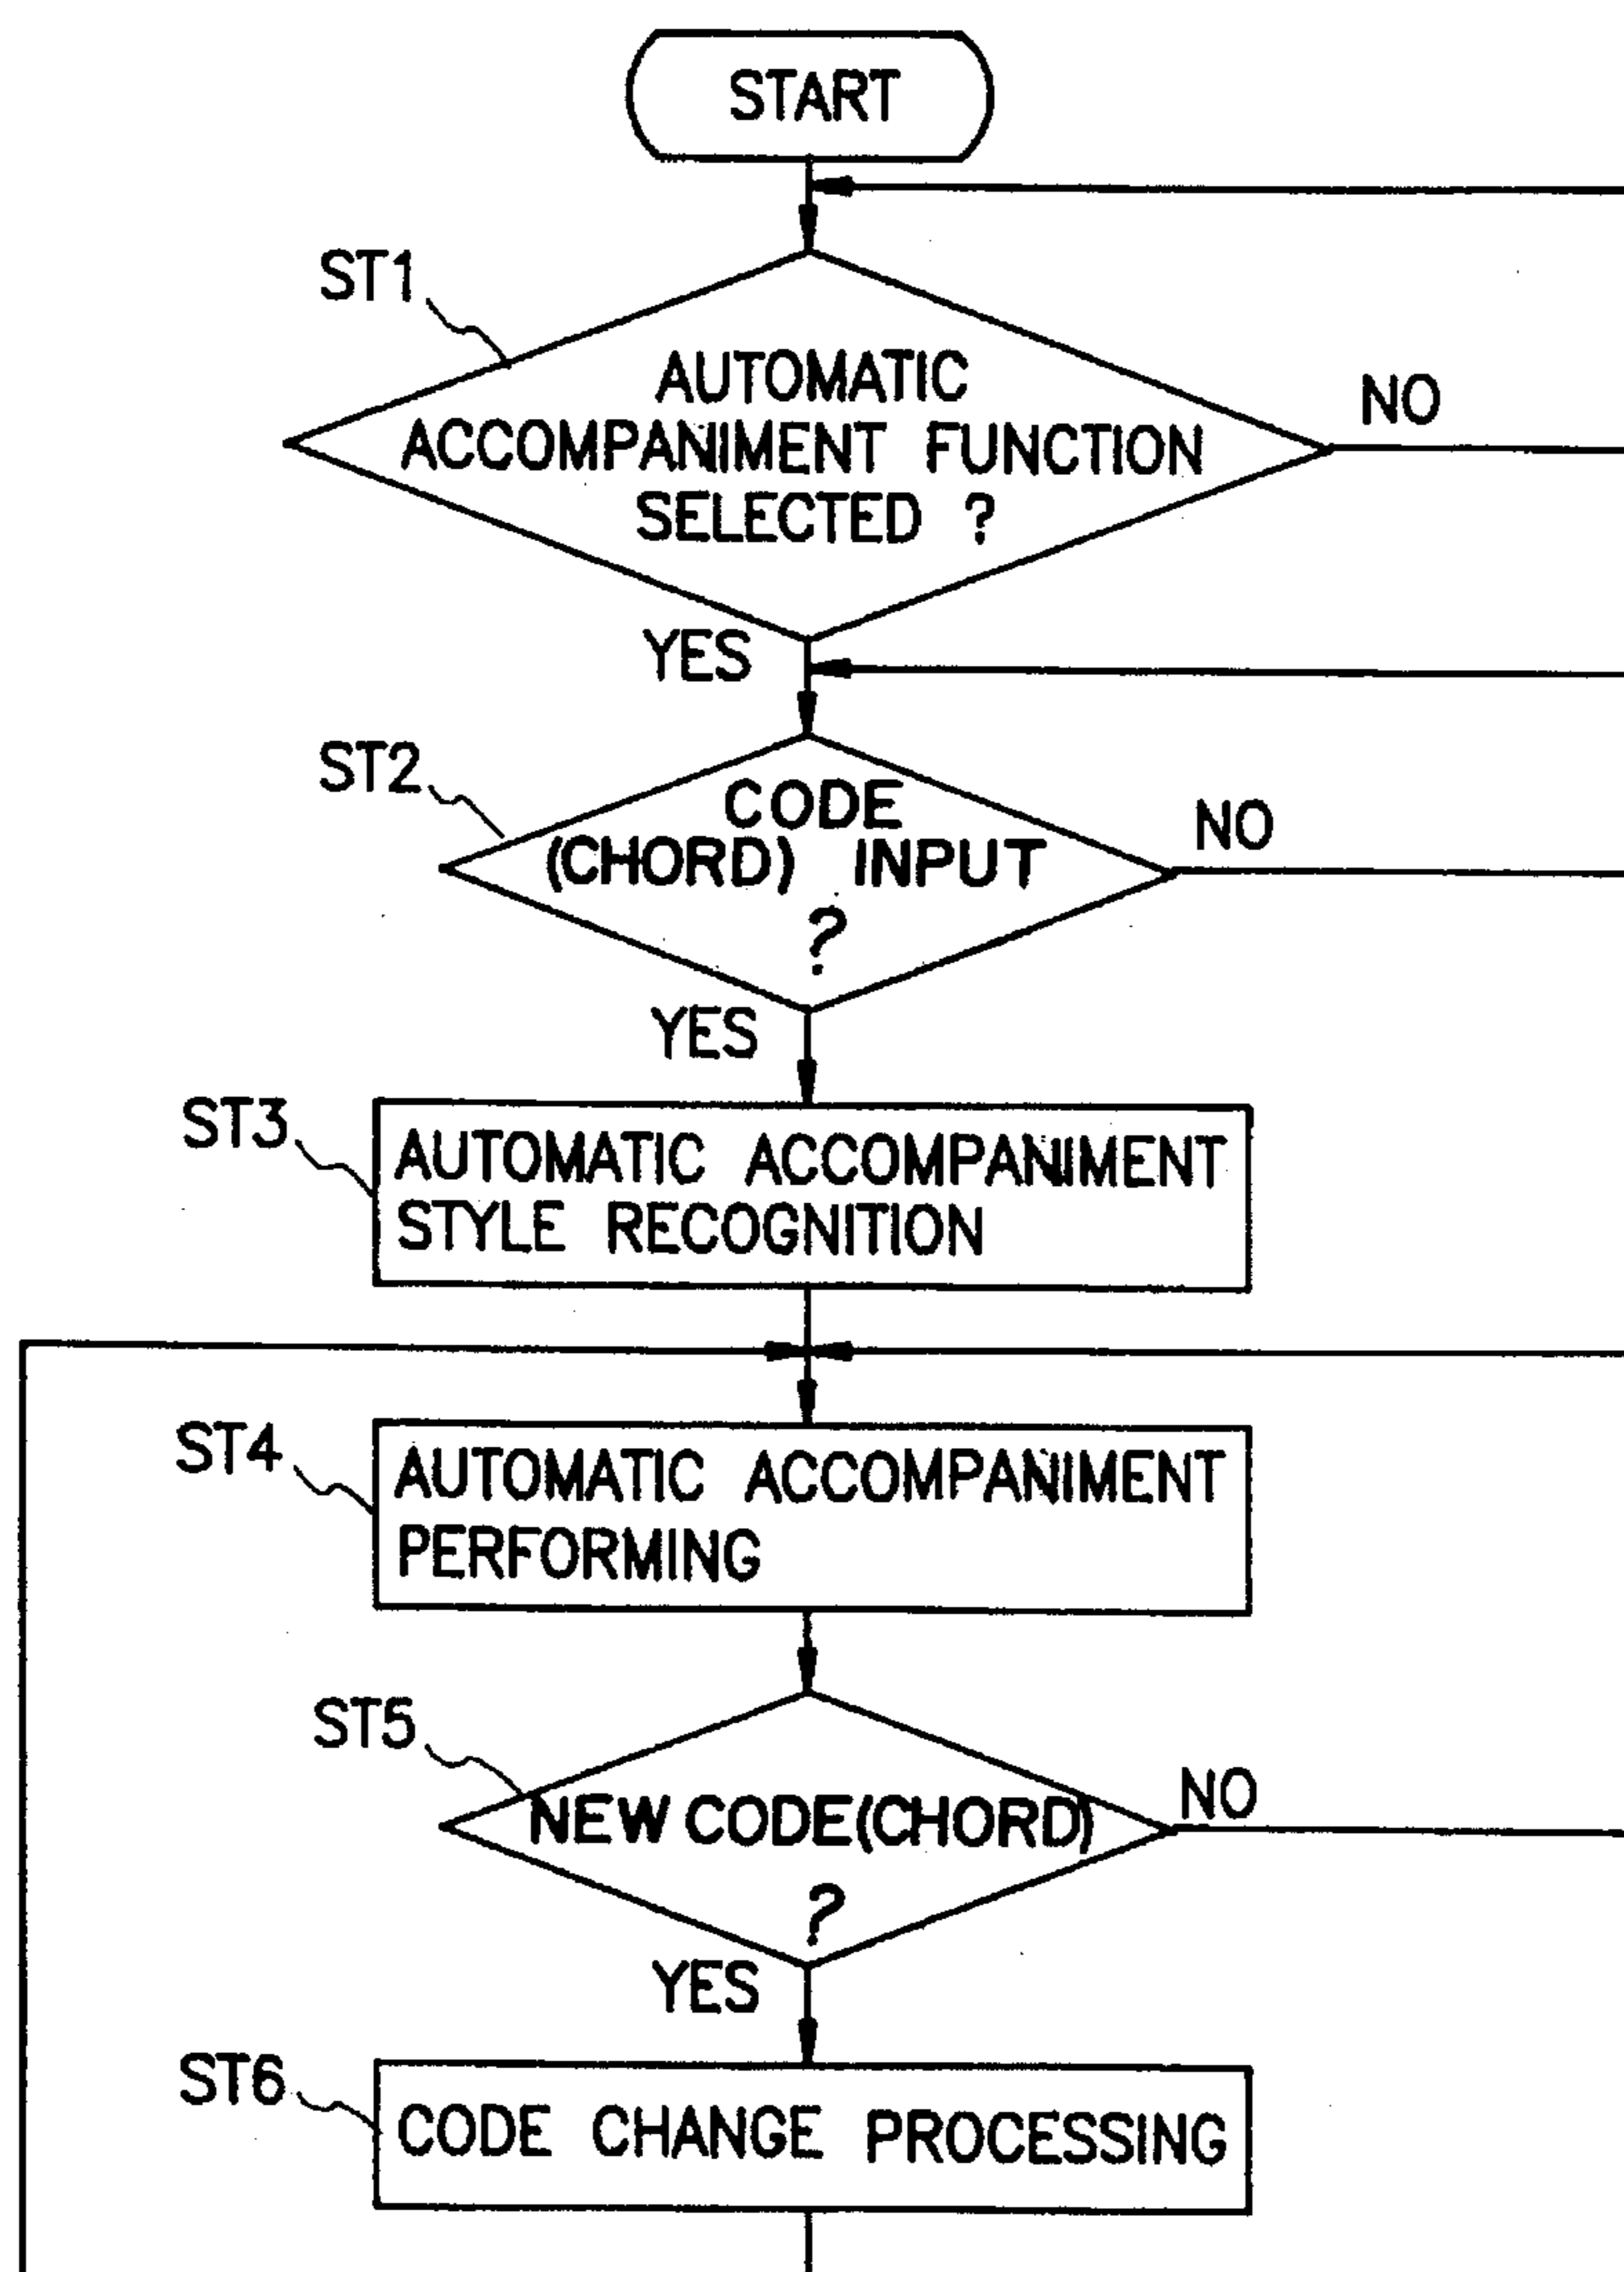 START
ST1
AUTOMATIC
ACCOMPANIMENT FUNCTION
SELECTED ?
NO
YES
ST2
CODE
(CHORD) INPUT
?
NO
YES
ST3
AUTOMATIC ACCOMPANIMENT
STYLE RECOGNITION
ST4
AUTOMATIC ACCOMPANIMENT
PERFORMING
ST5
NEW CODE(CHORD)
?
NO
YES
ST6
CODE CHANGE PROCESSING